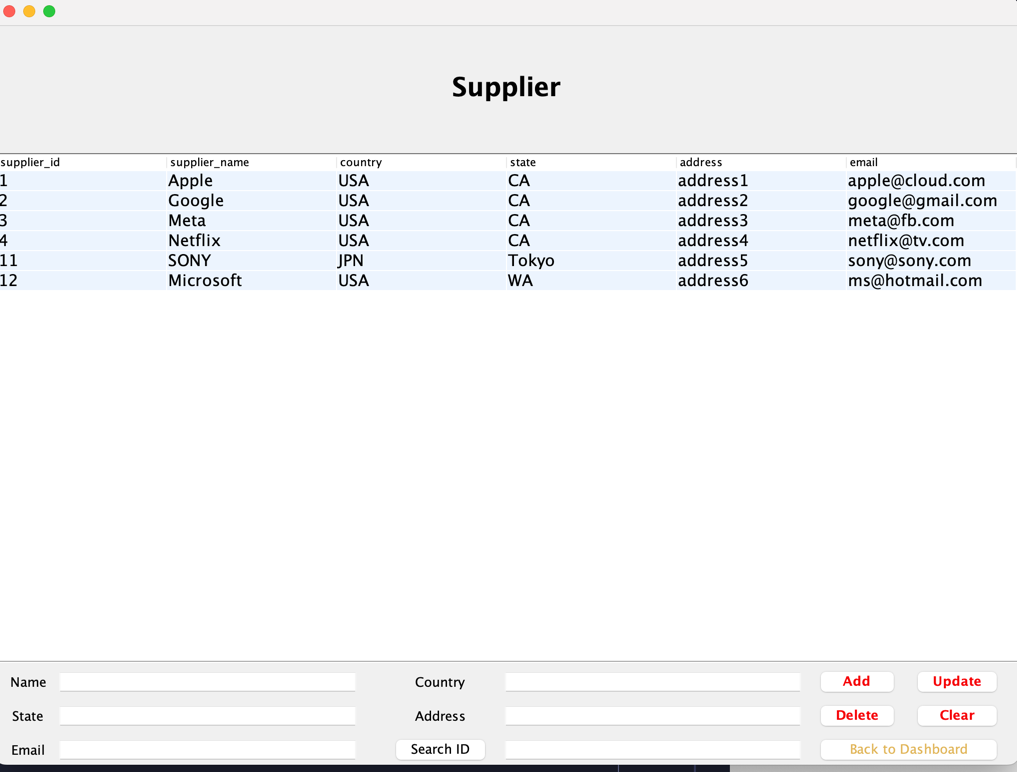 Supplier
supplier_id supplier_name country state address email
1 Apple USA CA address1 apple@cloud.com
2 Google USA CA address2 google@gmail.com
3 Meta USA CA address3 meta@fb.com
4 Netflix USA CA address4 netflix@tv.com
11 SONY JPN Tokyo address5 sony@sony.com
12 Microsoft USA WA address6 ms@hotmail.com
Name Country Add Update
State Address Delete Clear
Email Search ID Back to Dashboard